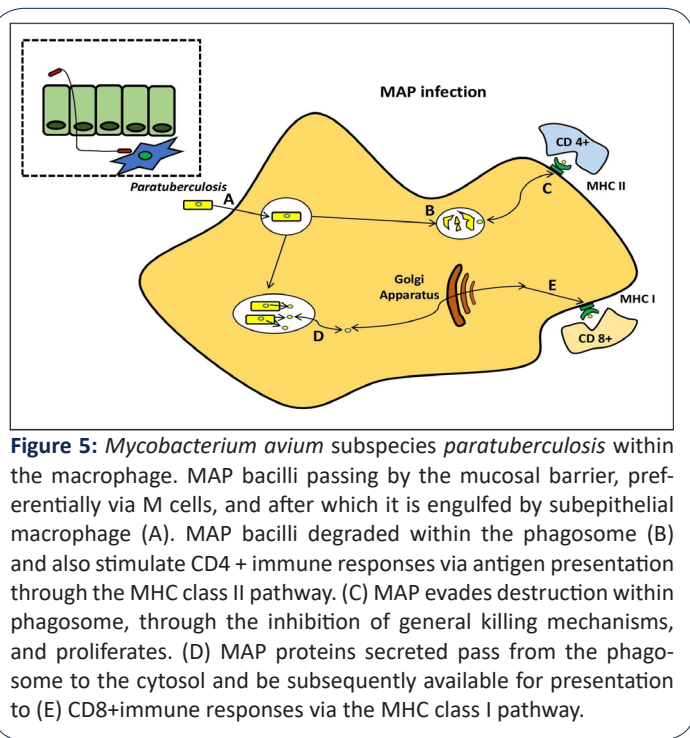 MAP infection
CD 4+
MHC II
C
Paratuberculosis
A
B
Golgi
Apparatus
E
MHC I
D
CD 8+
Figure 5: Mycobacterium avium subspecies paratuberculosis within
the macrophage. MAP bacilli passing by the mucosal barrier, pref-
erentially via M cells, and after which it is engulfed by subepithelial
macrophage (A). MAP bacilli degraded within the phagosome (B)
and also stimulate CD4 + immune responses via antigen presentation
through the MHC class II pathway. (C) MAP evades destruction within
phagosome, through the inhibition of general killing mechanisms,
and proliferates. (D) MAP proteins secreted pass from the phago-
some to the cytosol and be subsequently available for presentation
to (E) CD8+immune responses via the MHC class I pathway.